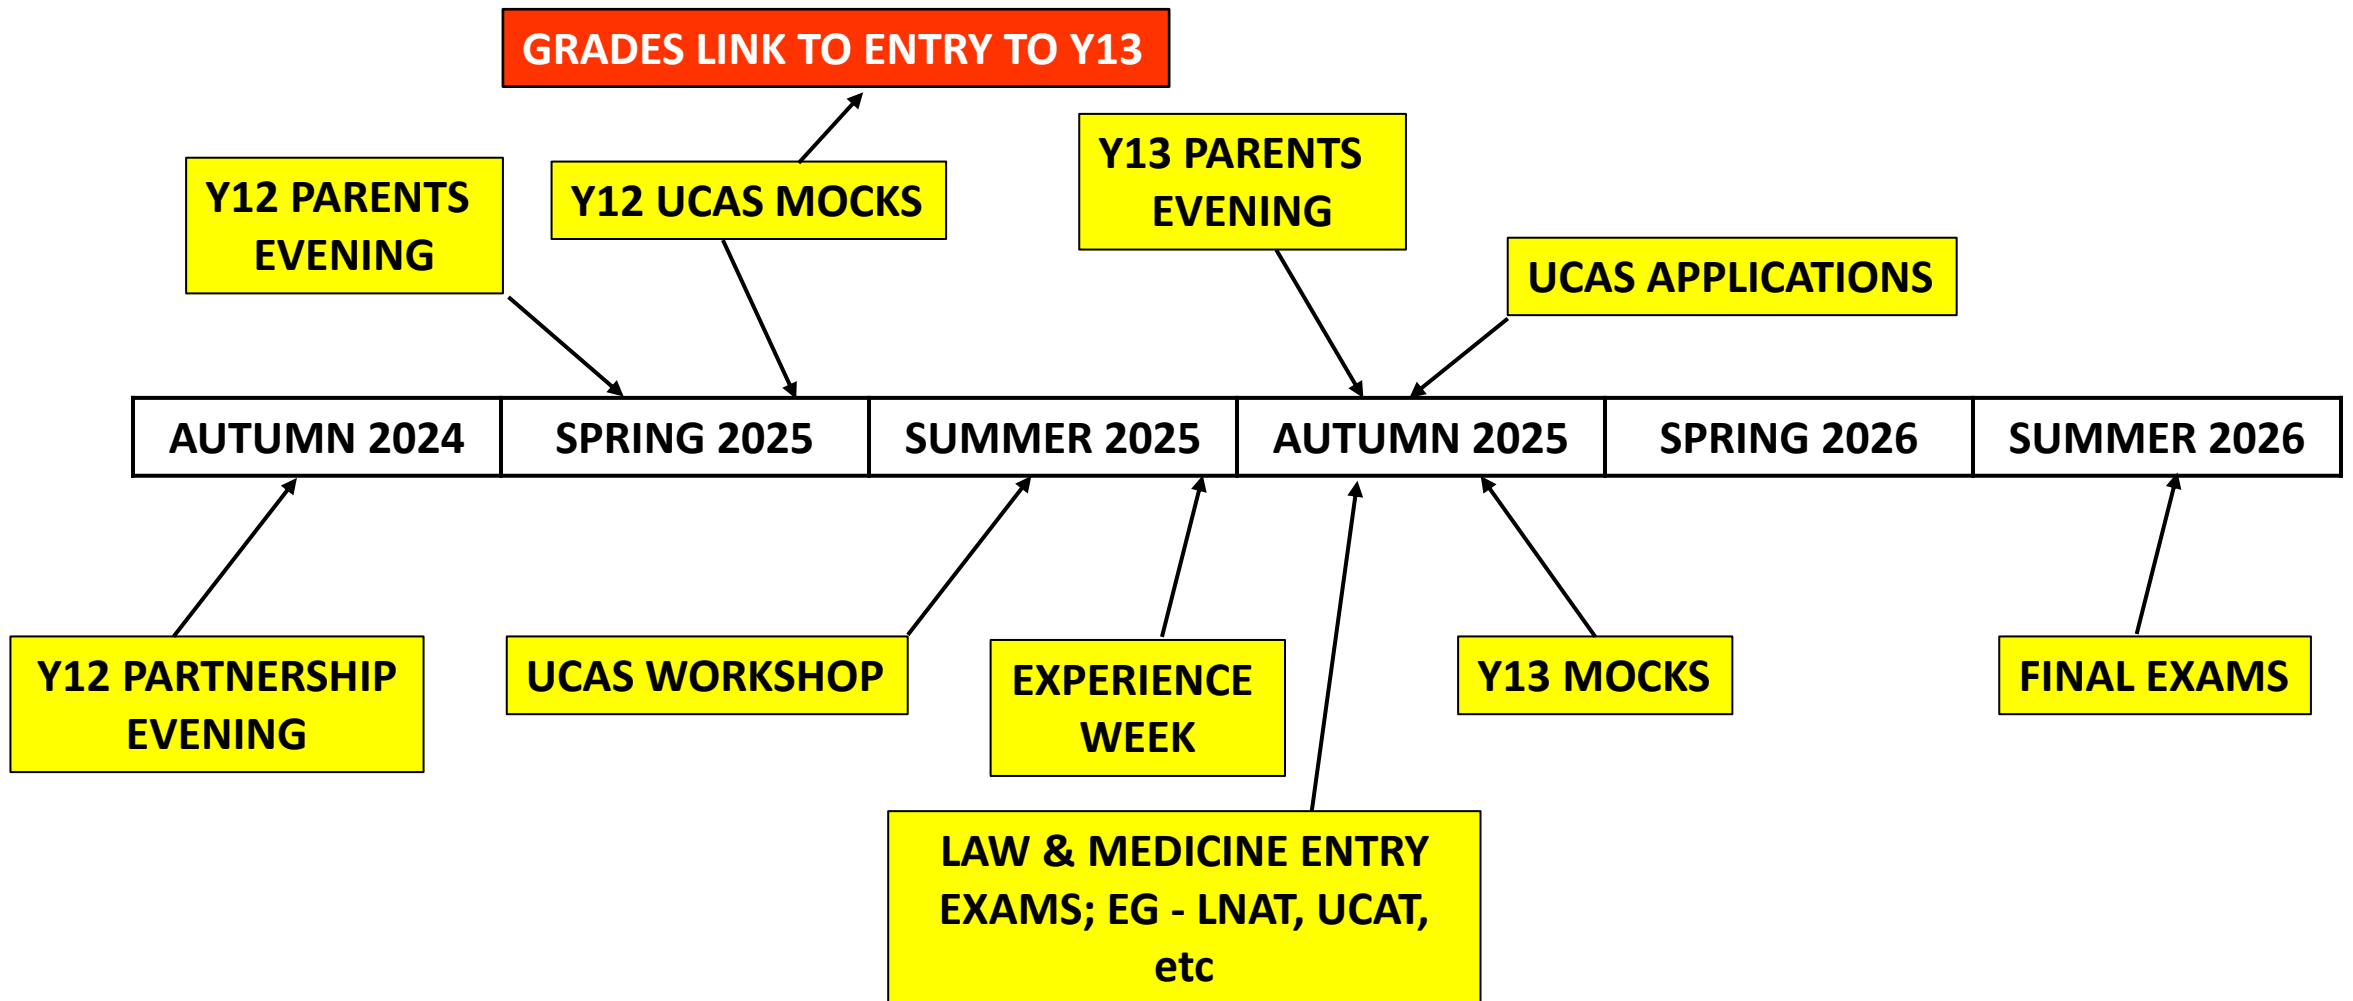 GRADES LINK TO ENTRY TO Y13
Y12 PARENTS
EVENING
Y12 UCAS MOCKS
Y13 PARENTS
EVENING
UCAS APPLICATIONS
AUTUMN 2024
SPRING 2025
SUMMER 2025
AUTUMN 2025
SPRING 2026
SUMMER 2026
Y12 PARTNERSHIP
EVENING
UCAS WORKSHOP
EXPERIENCE
WEEK
Y13 MOCKS
FINAL EXAMS
LAW & MEDICINE ENTRY
EXAMS; EG - LNAT, UCAT,
etc